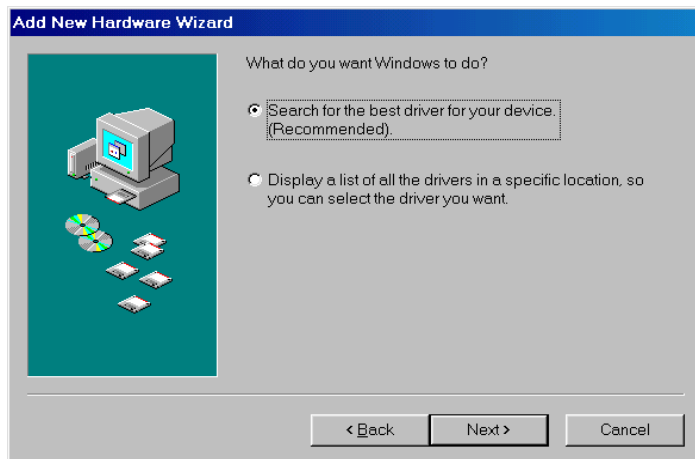 Add New Hardware Wizard
What do you want Windows to do?
Search for the best driver for your device.
(Recommended).
Display a list of all the drivers in a specific location, so
you can select the driver you want.
< Back
Next >
Cancel